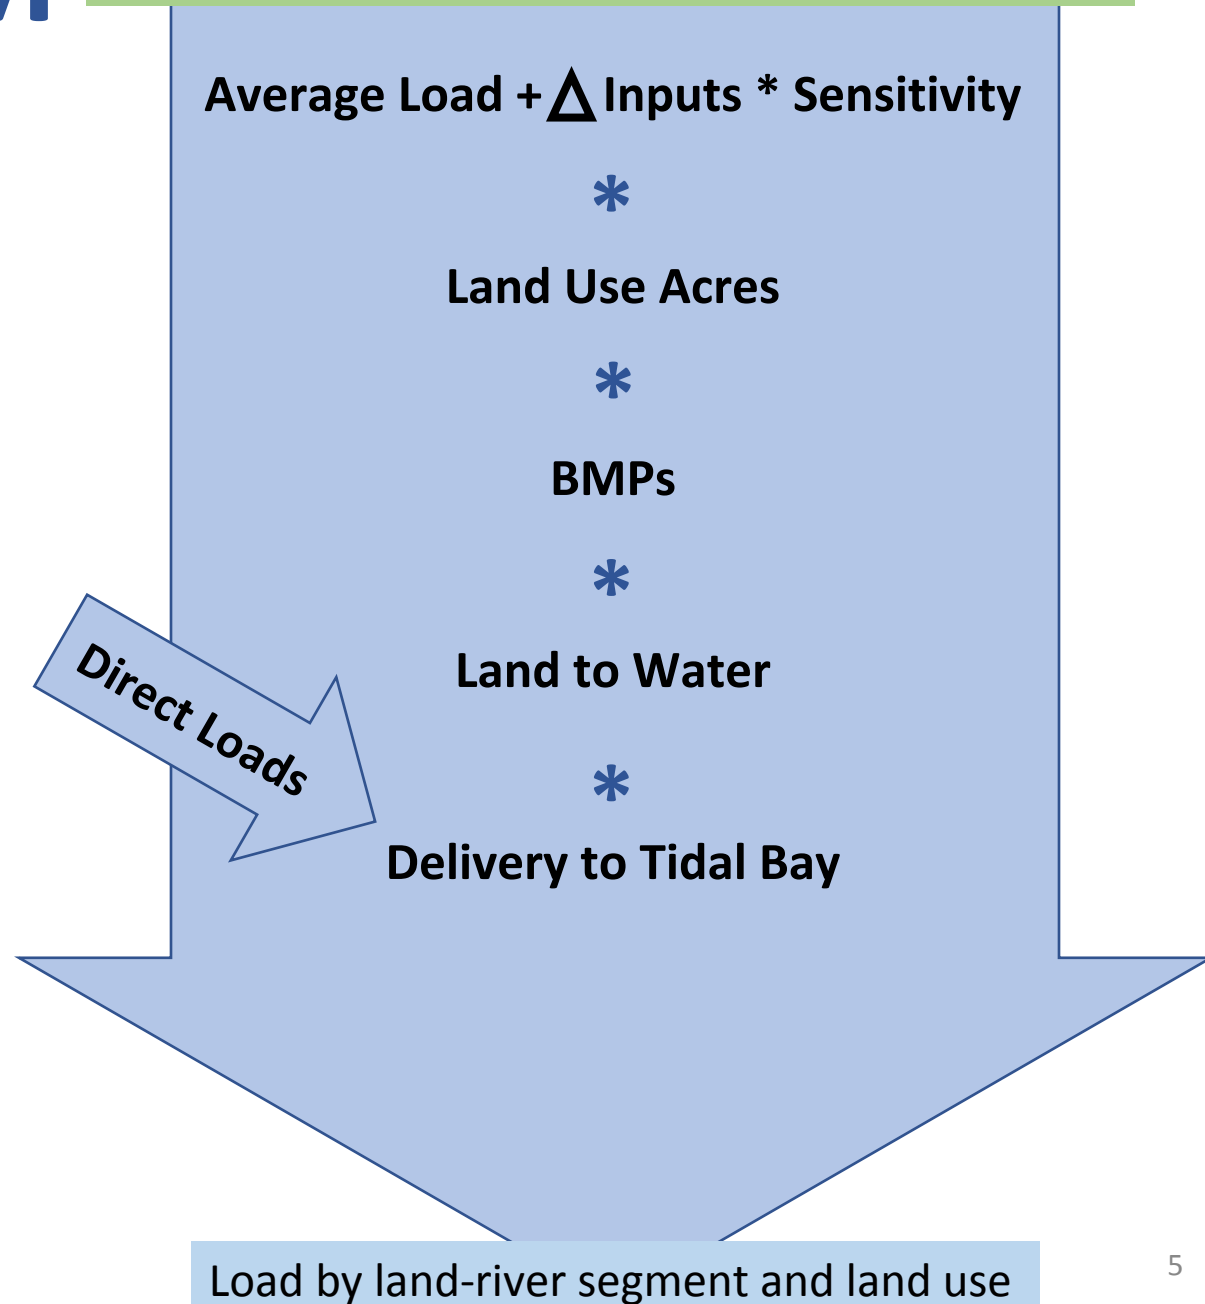 Average Load + Δ Inputs * Sensitivity
*
Land Use Acres
*
BMPs
*
Land to Water
Direct Loads
*
Delivery to Tidal Bay
Load by land-river segment and land use
5